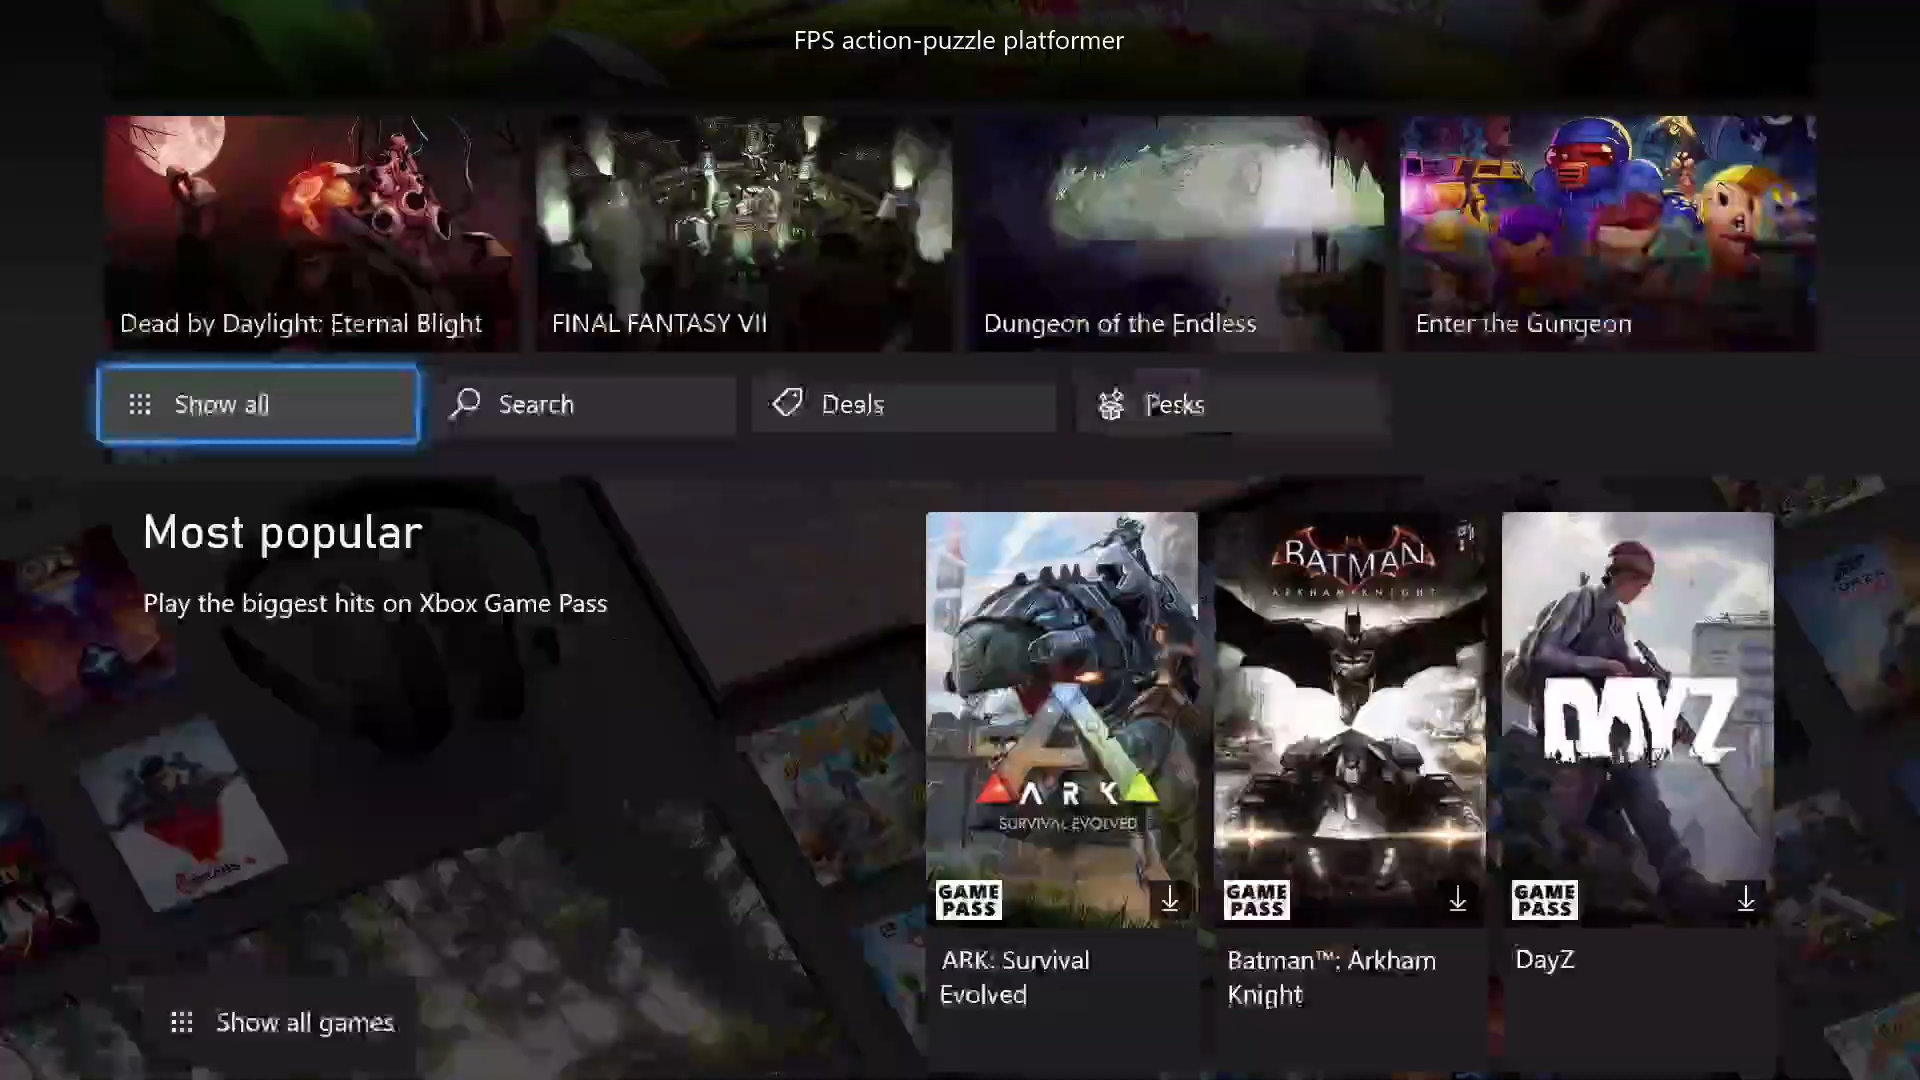 FPS action-puzzle platformer
Dead by Daylight: Eternal Blight
FINAL FANTASY VII
Dungeon of the Endless
Enter the Gungeon
Show all
Search
Deals
Perks
Most popular
Play the biggest hits on Xbox Game Pass
BATMAN
ARKHAM KNIGHT
DAYZ
ARK
SURVIVAL EVOLVED
GAME PASS
GAME PASS
GAME PASS
ARK: Survival
Evolved
Batman™: Arkham
Knight
DayZ
Show all games